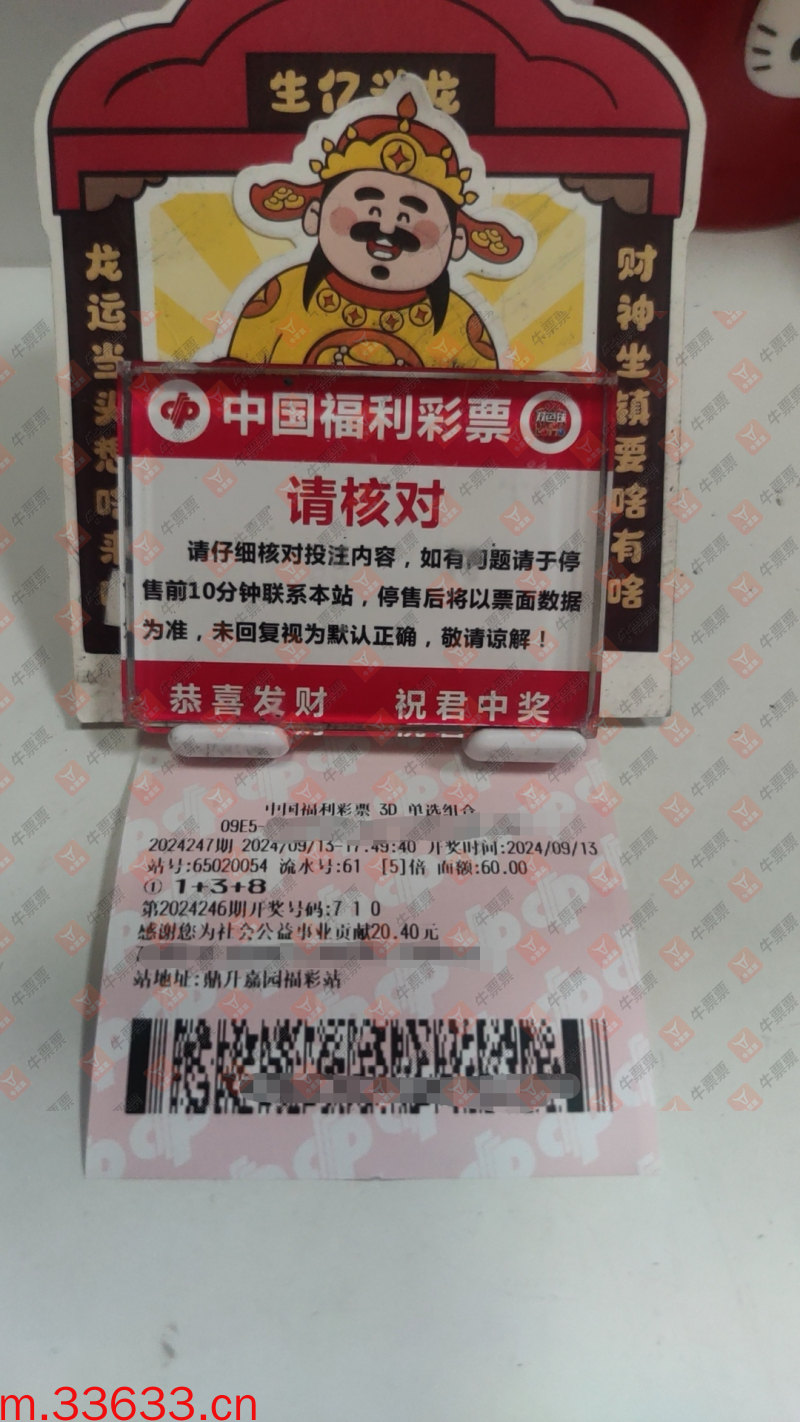 生亿兴龙
财神坐镇要啥有啥
中国福利彩票
请核对
请仔细核对投注内容，如有问题请于停
售前10分钟联系本站，停售后将以票面数据
为准，未回复视为默认正确，敬请谅解！
恭喜发财 祝君中奖
中国福利彩票 3D 单选组合
09E5-
2024247期 2024/09/13-17:49:40 开奖时间:2024/09/13
站号:65020054 流水号:61 [5]倍 面额:60.00
① 1+3+8
第2024246期开奖号码:7 1 0
感谢您为社会公益事业贡献20.40元
7
站地址:鼎升嘉园福彩站
牛票票
m.33633.cn